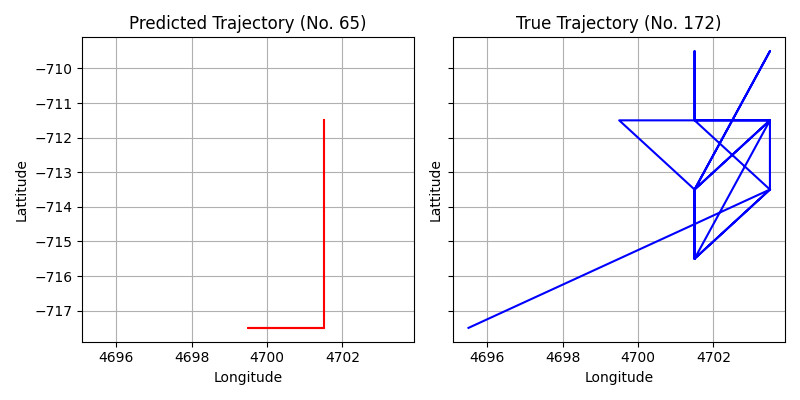 Predicted Trajectory (No. 65)
True Trajectory (No. 172)
Lattitude
−710
−711
−712
−713
−714
−715
−716
−717
4696
4698
4700
4702
Longitude
Lattitude
4696
4698
4700
4702
Longitude